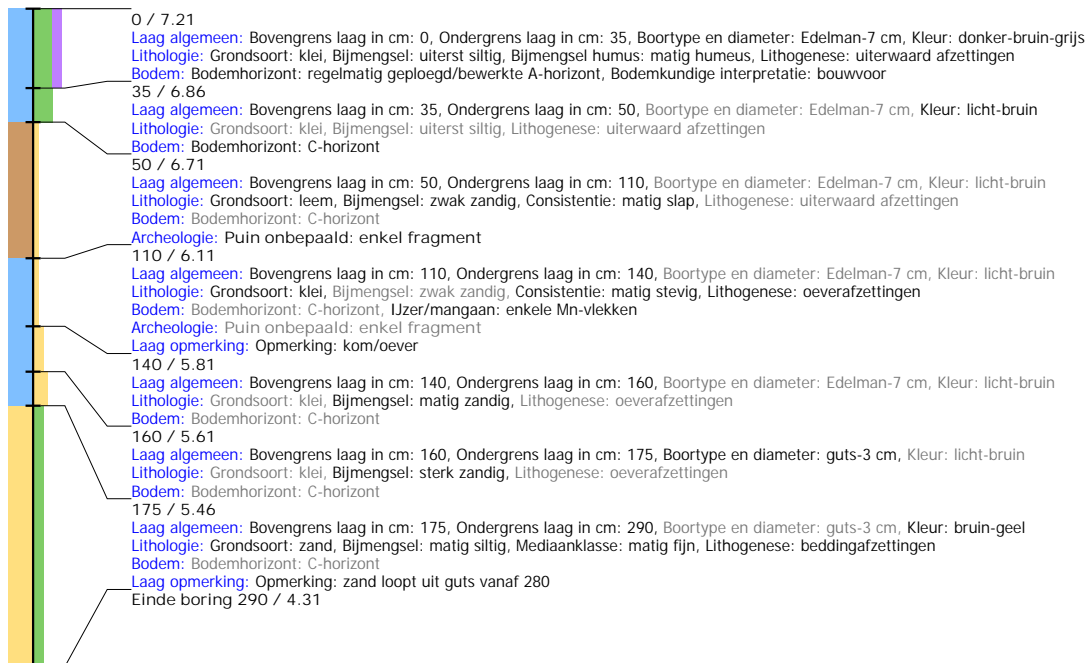 0 / 7.21
Laag algemeen: Bovengrens laag in cm: 0, Ondergrens laag in cm: 35, Boortype en diameter: Edelman-7 cm, Kleur: donker-bruin-grijs
Lithologie: Grondsoort: klei, Bijmengsel: uiterst siltig, Bijmengsel humus: matig humeus, Lithogenese: uiterwaard afzettingen
Bodem: Bodemhorizont: regelmatig geploegd/bewerkte A-horizont, Bodemkundige interpretatie: bouwvoor
35 / 6.86
Laag algemeen: Bovengrens laag in cm: 35, Ondergrens laag in cm: 50, Boortype en diameter: Edelman-7 cm, Kleur: licht-bruin
Lithologie: Grondsoort: klei, Bijmengsel: uiterst siltig, Lithogenese: uiterwaard afzettingen
Bodem: Bodemhorizont: C-horizont
50 / 6.71
Laag algemeen: Bovengrens laag in cm: 50, Ondergrens laag in cm: 110, Boortype en diameter: Edelman-7 cm, Kleur: licht-bruin
Lithologie: Grondsoort: leem, Bijmengsel: zwak zandig, Consistentie: matig slap, Lithogenese: uiterwaard afzettingen
Bodem: Bodemhorizont: C-horizont
Archeologie: Puin onbepaald: enkel fragment
110 / 6.11
Laag algemeen: Bovengrens laag in cm: 110, Ondergrens laag in cm: 140, Boortype en diameter: Edelman-7 cm, Kleur: licht-bruin
Lithologie: Grondsoort: klei, Bijmengsel: zwak zandig, Consistentie: matig stevig, Lithogenese: oeverafzettingen
Bodem: Bodemhorizont: C-horizont, IJzer/mangaan: enkele Mn-vlekken
Archeologie: Puin onbepaald: enkel fragment
Laag opmerking: Opmerking: kom/oever
140 / 5.81
Laag algemeen: Bovengrens laag in cm: 140, Ondergrens laag in cm: 160, Boortype en diameter: Edelman-7 cm, Kleur: licht-bruin
Lithologie: Grondsoort: klei, Bijmengsel: matig zandig, Lithogenese: oeverafzettingen
Bodem: Bodemhorizont: C-horizont
160 / 5.61
Laag algemeen: Bovengrens laag in cm: 160, Ondergrens laag in cm: 175, Boortype en diameter: guts-3 cm, Kleur: licht-bruin
Lithologie: Grondsoort: klei, Bijmengsel: sterk zandig, Lithogenese: oeverafzettingen
Bodem: Bodemhorizont: C-horizont
175 / 5.46
Laag algemeen: Bovengrens laag in cm: 175, Ondergrens laag in cm: 290, Boortype en diameter: guts-3 cm, Kleur: bruin-geel
Lithologie: Grondsoort: zand, Bijmengsel: matig siltig, Mediaanklasse: matig fijn, Lithogenese: beddingafzettingen
Bodem: Bodemhorizont: C-horizont
Laag opmerking: Opmerking: zand loopt uit guts vanaf 280
Einde boring 290 / 4.31